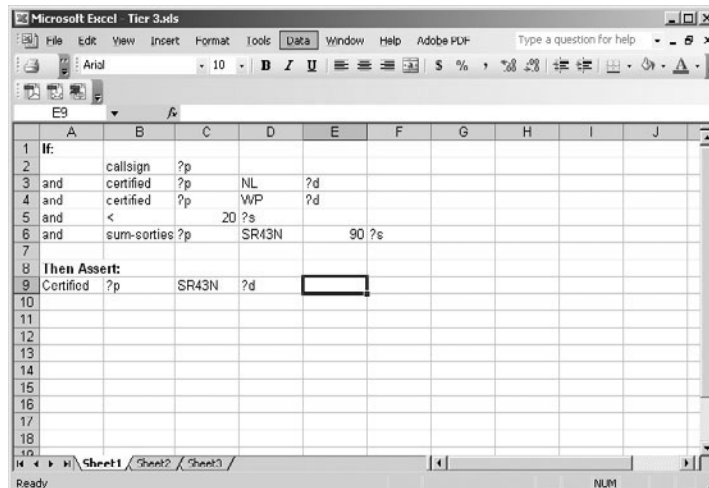 Microsoft Excel - Tier 3.xls
File Edit View Insert Format Tools Data Window Help Adobe PDF Type a question for help
Arial 10 B I U $ % ,
E9 fx
A B C D E F G H I J
1 If:
2 callsign ?p
3 and certified ?p NL ?d
4 and certified ?p WP ?d
5 and < 20 ?s
6 and sum-sorties ?p SR43N 90 ?s
7
8 Then Assert:
9 Certified ?p SR43N ?d
10
11
12
13
14
15
16
17
18
19
Sheet1 Sheet2 Sheet3
Ready NUM